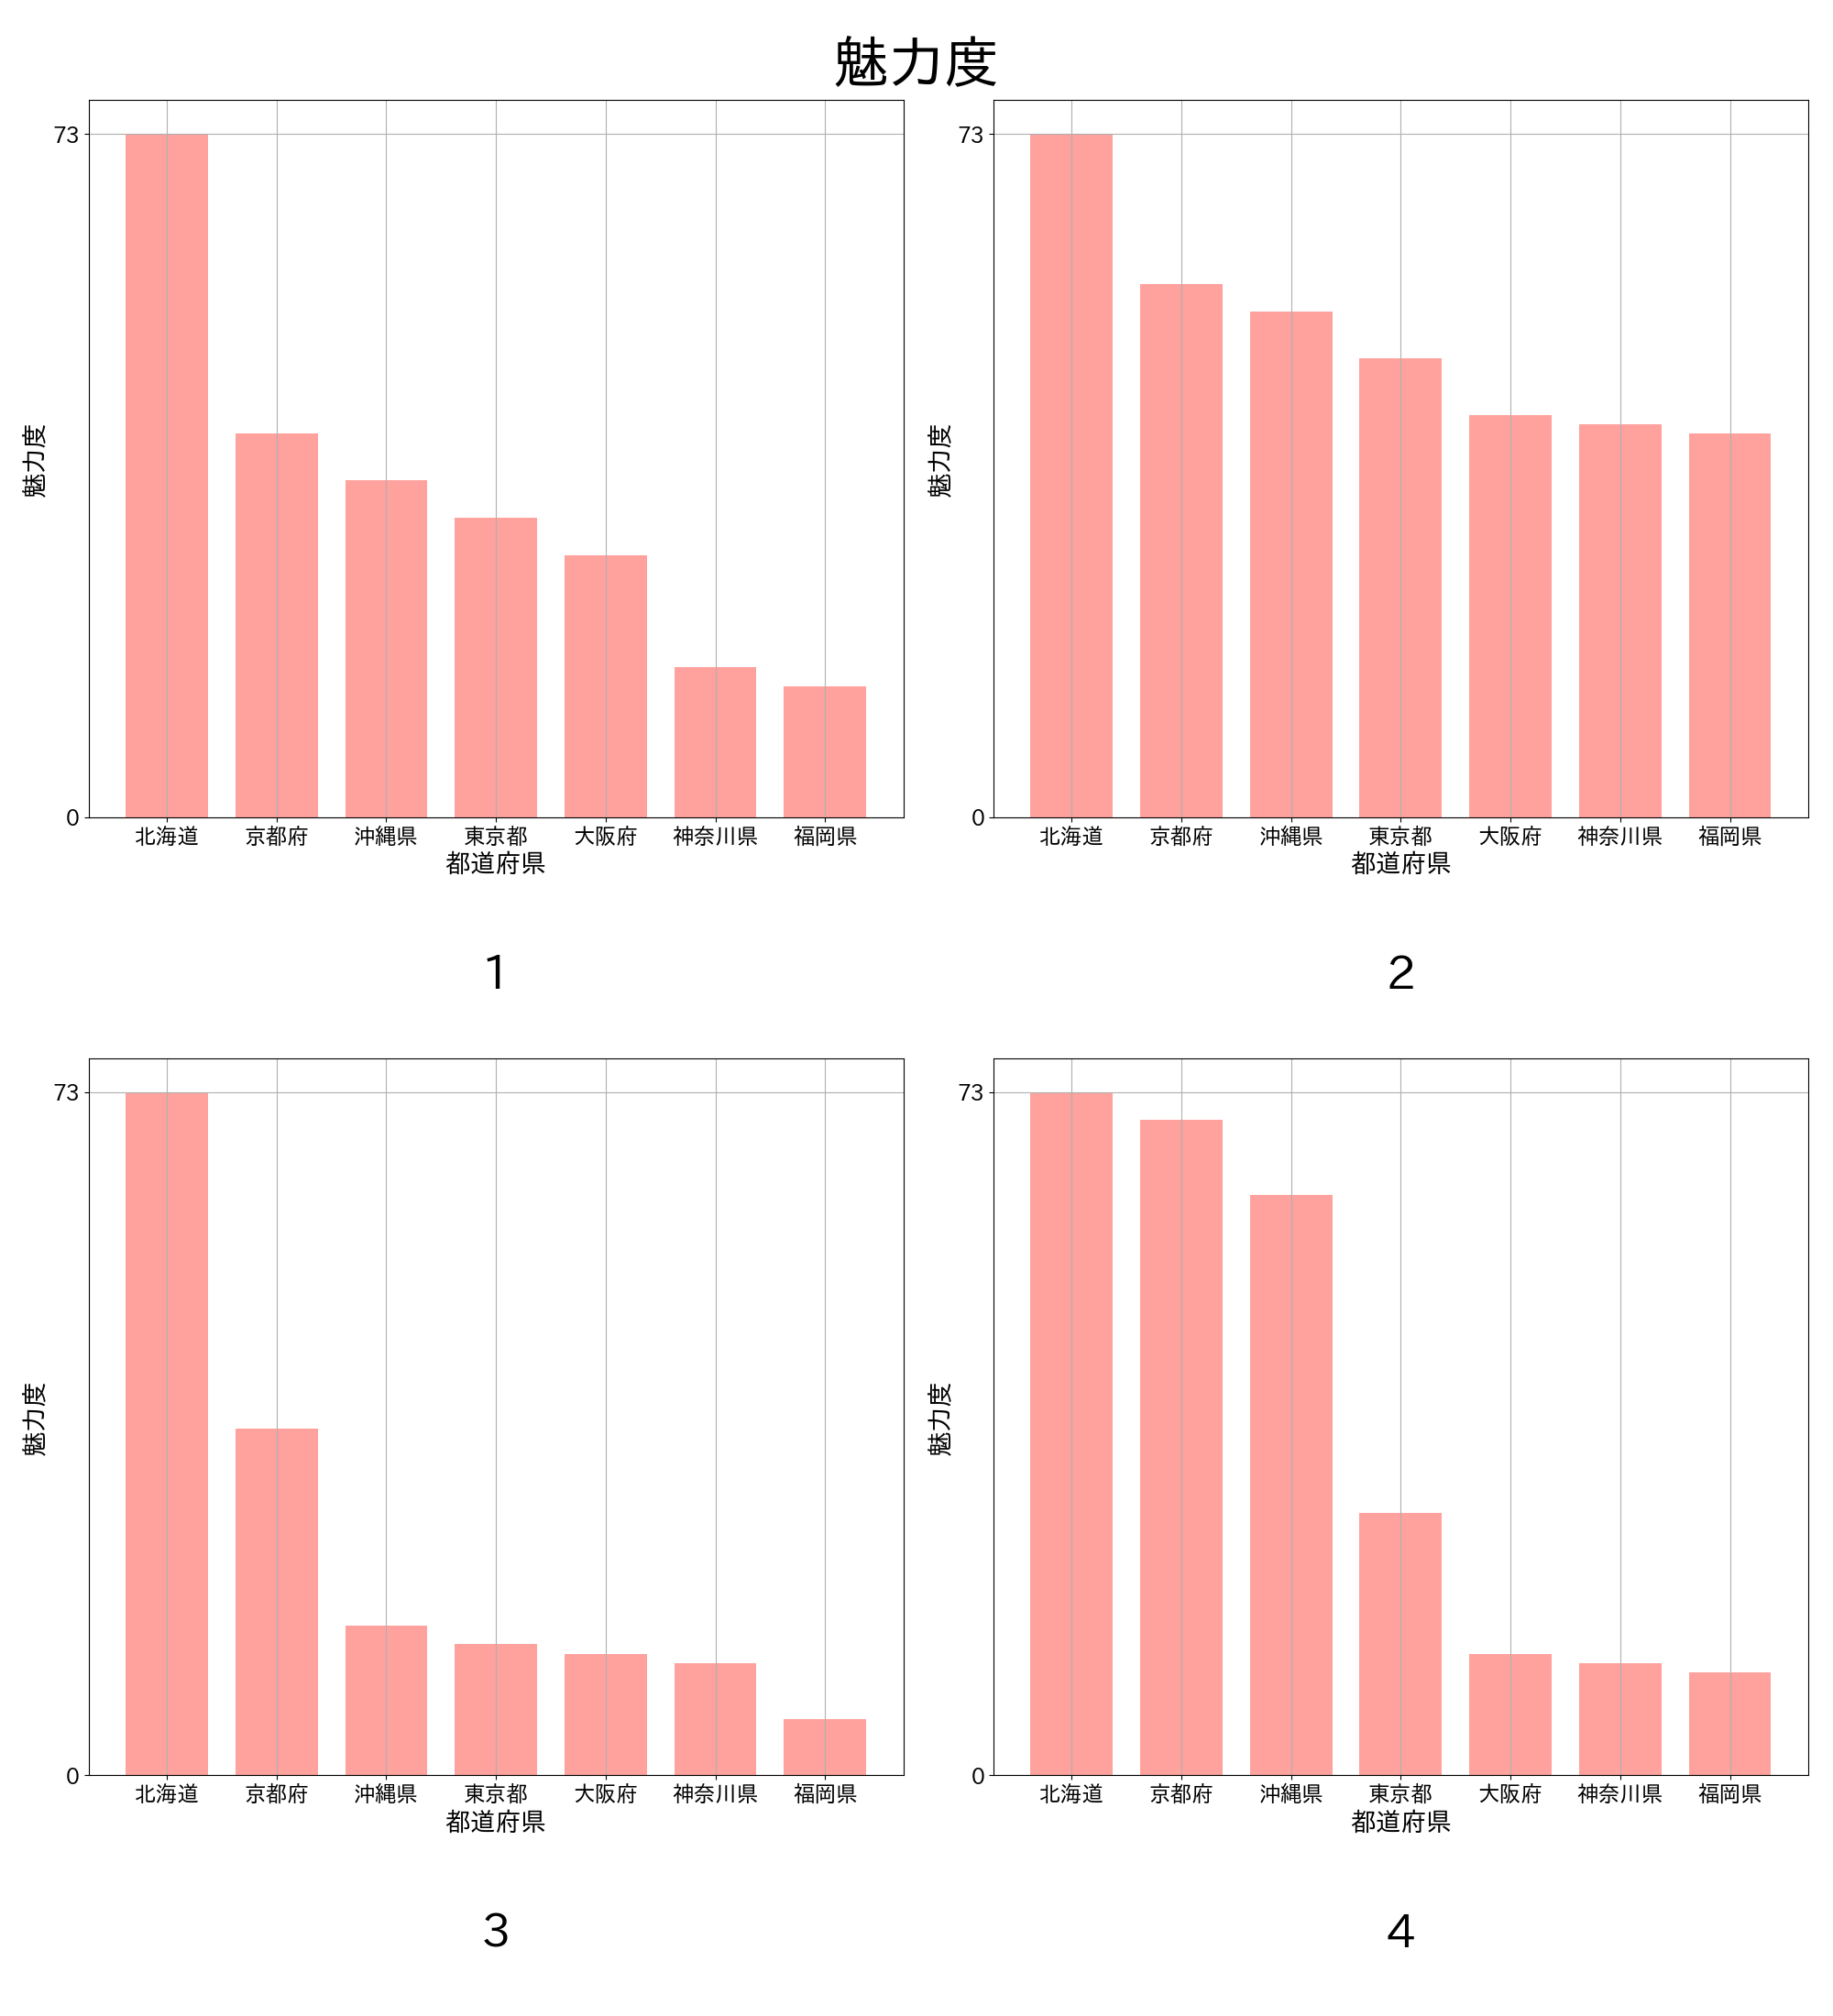 魅力度
73
0
魅力度
北海道 京都府 沖縄県 東京都 大阪府 神奈川県 福岡県
都道府県
1
73
0
魅力度
北海道 京都府 沖縄県 東京都 大阪府 神奈川県 福岡県
都道府県
2
73
0
魅力度
北海道 京都府 沖縄県 東京都 大阪府 神奈川県 福岡県
都道府県
3
73
0
魅力度
北海道 京都府 沖縄県 東京都 大阪府 神奈川県 福岡県
都道府県
4